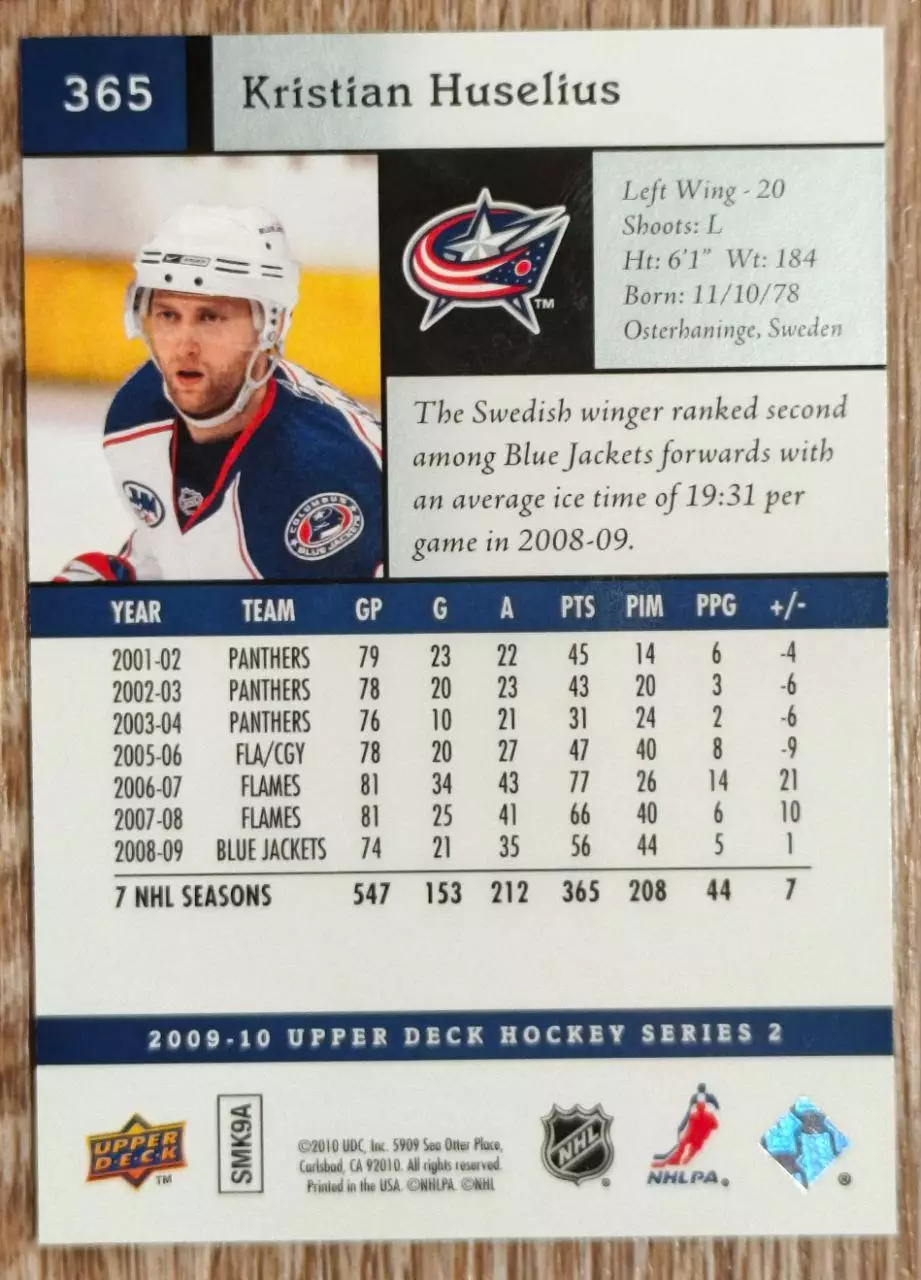 365
Kristian Huselius
Left Wing - 20
Shoots: L
Ht: 6'1" Wt: 184
Born: 11/10/78
Osterhaninge, Sweden
TM
COLUMBUS
BLUE JACKETS
The Swedish winger ranked second
among Blue Jackets forwards with
an average ice time of 19:31 per
game in 2008-09.
YEAR TEAM GP G A PTS PIM PPG +/-
2001-02 PANTHERS 79 23 22 45 14 6 -4
2002-03 PANTHERS 78 20 23 43 20 3 -6
2003-04 PANTHERS 76 10 21 31 24 2 -6
2005-06 FLA/CGY 78 20 27 47 40 8 -9
2006-07 FLAMES 81 34 43 77 26 14 21
2007-08 FLAMES 81 25 41 66 40 6 10
2008-09 BLUE JACKETS 74 21 35 56 44 5 1
7 NHL SEASONS 547 153 212 365 208 44 7
2009-10 UPPER DECK HOCKEY SERIES 2
UPPER
DECK
TM
SMK9A
©2010 UDC, Inc. 5909 Sea Otter Place,
Carlsbad, CA 92010. All rights reserved.
Printed in the USA. ©NHLPA. ©NHL
NHL
®
NHLPA®
®